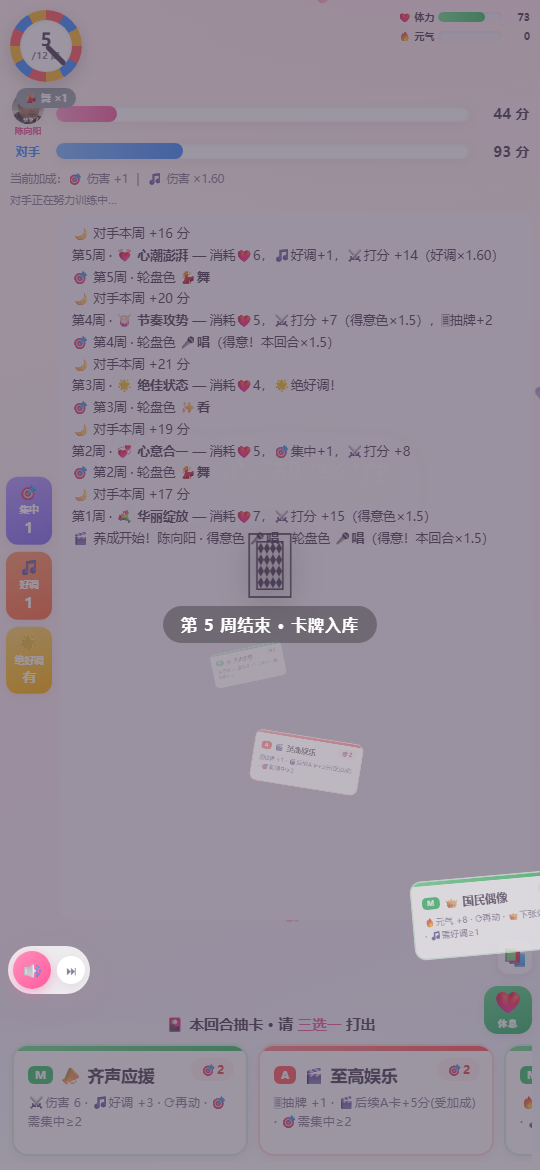 5
/12 周
体力 73
元气 0
舞 ×1
陈向阳 44 分
对手 93 分
当前加成: 伤害 +1 | 伤害 ×1.60
对手正在努力训练中...
对手本周 +16 分
第5周 · 心潮澎湃 — 消耗 6, 好调+1, 打分 +14（好调×1.60）
第5周 · 轮盘色 舞
对手本周 +20 分
第4周 · 节奏攻势 — 消耗 5, 打分 +7（得意色×1.5）, 抽牌+2
第4周 · 轮盘色 唱（得意！本回合×1.5）
对手本周 +21 分
第3周 · 绝佳状态 — 消耗 4, 绝好调!
第3周 · 轮盘色 看
对手本周 +19 分
第2周 · 心意合一 — 消耗 5, 集中+1, 打分 +8
第2周 · 轮盘色 舞
对手本周 +17 分
第1周 · 华丽绽放 — 消耗 7, 打分 +15（得意色×1.5）
养成开始! 陈向阳 · 得意色 唱 轮盘色 唱（得意！本回合×1.5）
集中
1
好调
1
绝好调
有
第 5 周结束 • 卡牌入库
A 至高娱乐 2
需集中≥2
M 国民偶像
元气 +8 · 再动 · 下张
· 需好调≥1
休息
本回合抽卡 • 请 三选一 打出
M 齐声应援 2
伤害 6 · 好调 +3 · 再动 ·
需集中≥2
A 至高娱乐 2
抽牌 +1 · 后续A卡+5分(受加成)
· 需集中≥2